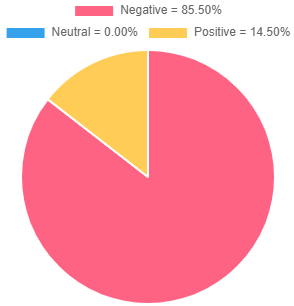 Negative = 85.50%
Neutral = 0.00% Positive = 14.50%